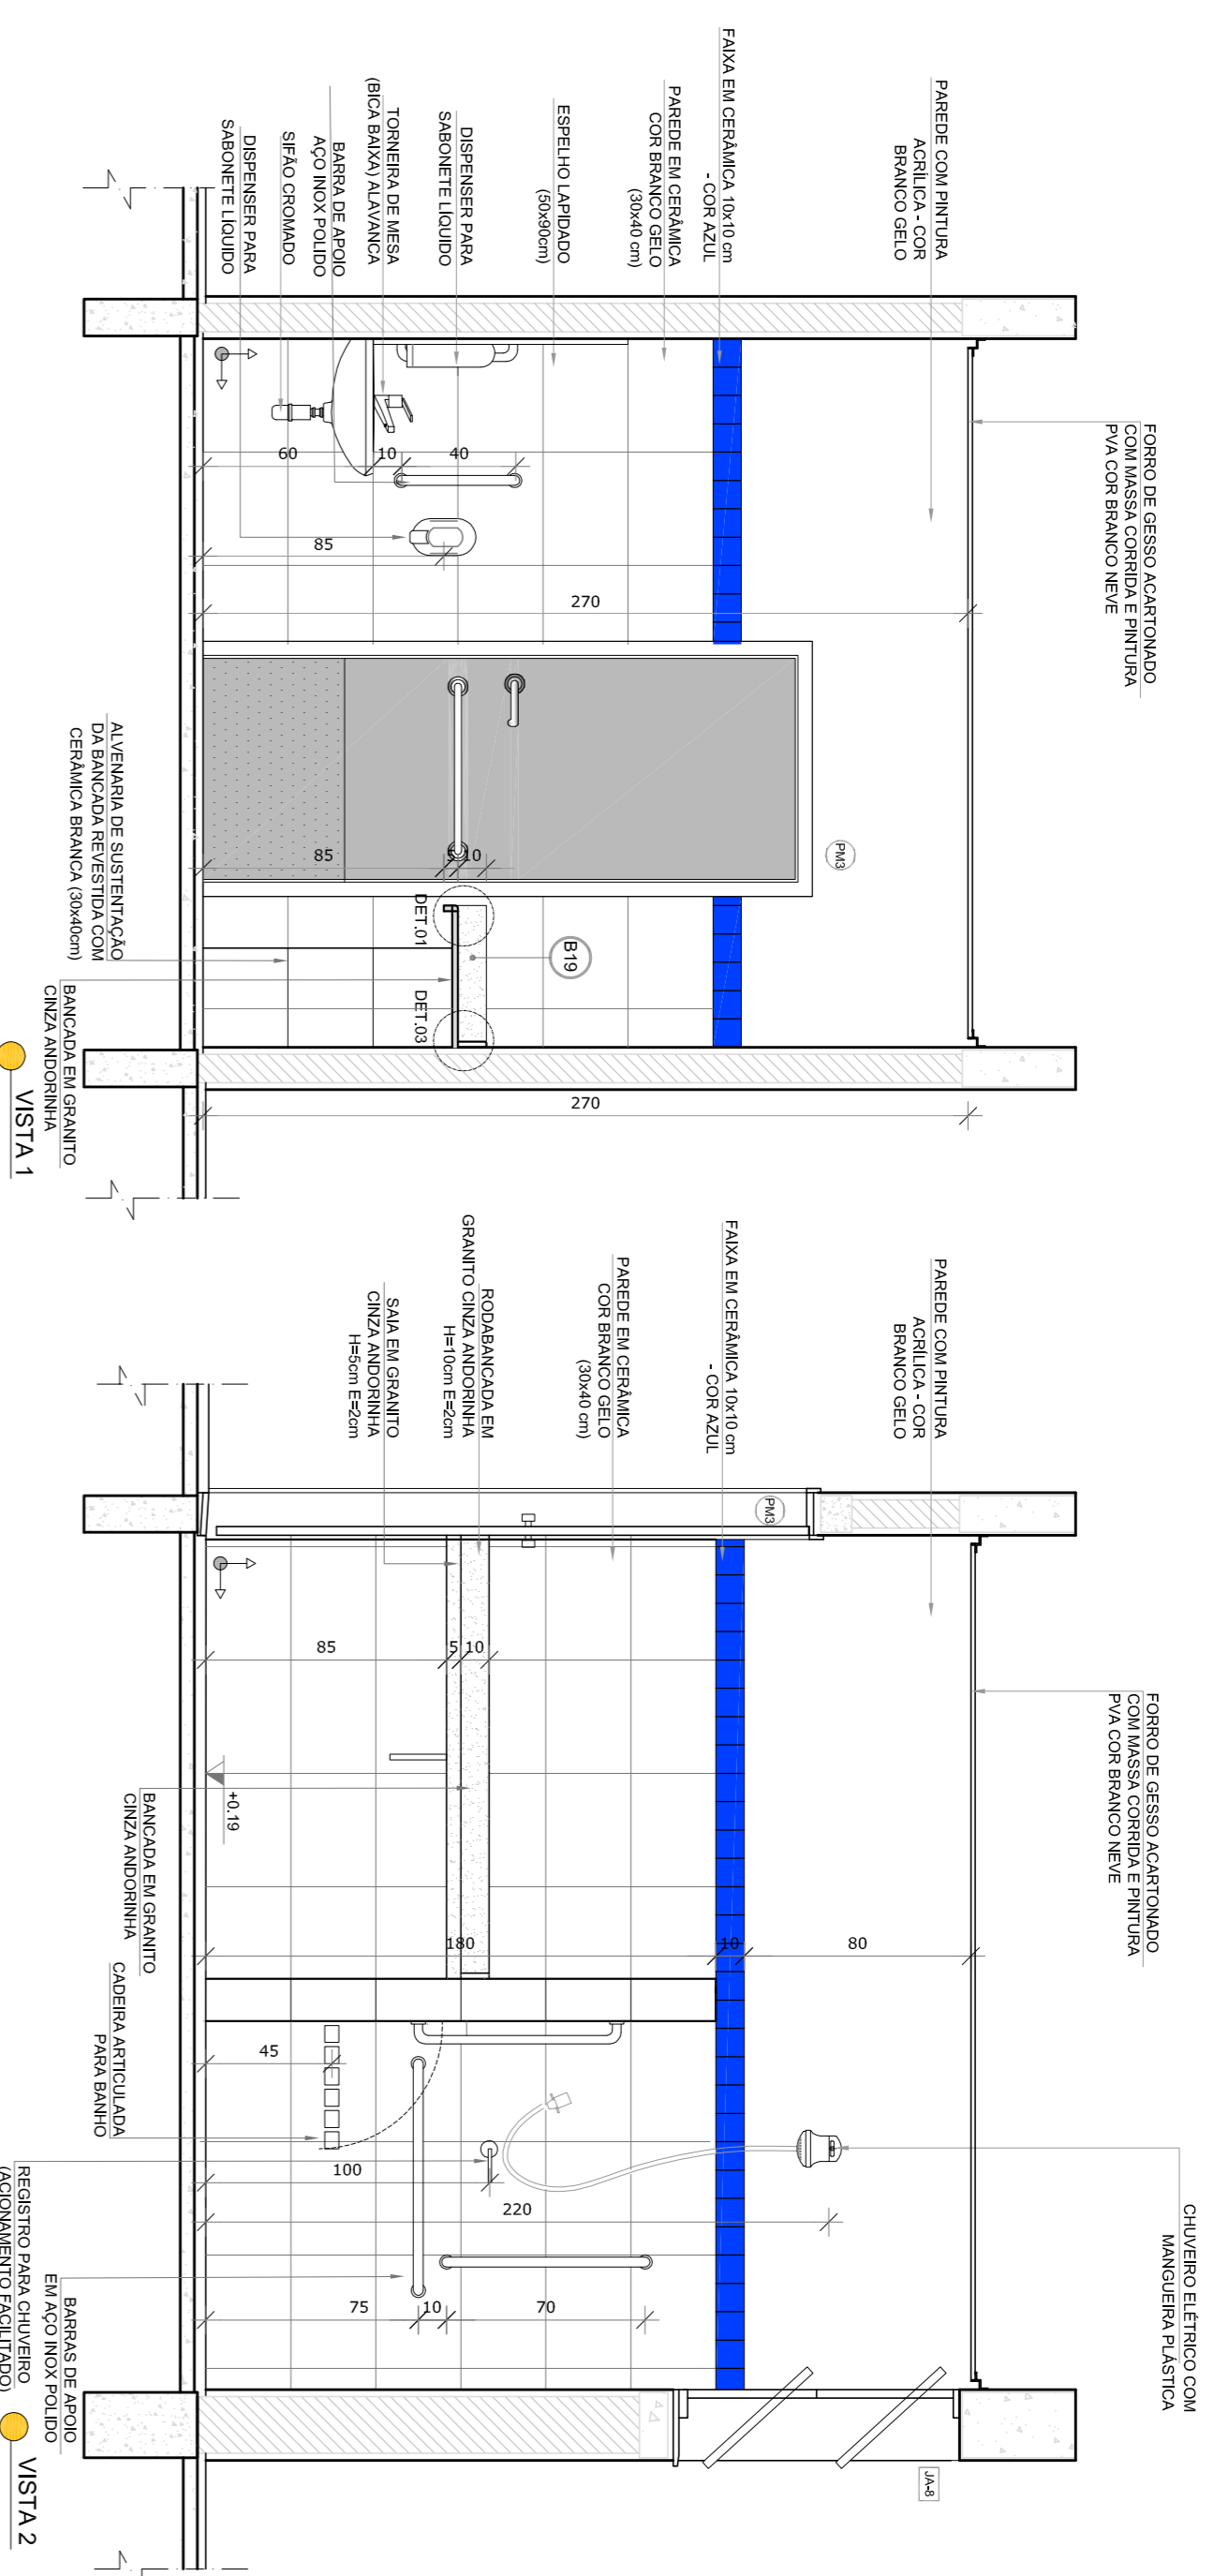 FORRO DE GESSO ACARTONADO
COM MASSA CORRIDA E PINTURA
PVA COR BRANCO NEVE
PAREDE COM PINTURA
ACRÍLICA - COR
BRANCO GELO
FAIXA EM CERÂMICA 10x10 cm
- COR AZUL
PAREDE EM CERÂMICA
COR BRANCO GELO
(30x40 cm)
ESPELHO LAPIDADO
(50x90cm)
DISPENSER PARA
SABONETE LÍQUIDO
TORNEIRA DE MESA
(BICA BAIXA) ALAVANCA
BARRA DE APOIO
AÇO INOX POLIDO
SIFÃO CROMADO
DISPENSER PARA
SABONETE LÍQUIDO
60
10
40
85
270
PM3
85
5
10
B19
DET.01
DET.03
270
ALVENARIA DE SUSTENTAÇÃO
DA BANCADA REVESTIDA COM
CERÂMICA BRANCA (30x40cm)
BANCADA EM GRANITO
CINZA ANDORINHA
VISTA 1
CHUVEIRO ELÉTRICO COM
MANGUEIRA PLÁSTICA
FORRO DE GESSO ACARTONADO
COM MASSA CORRIDA E PINTURA
PVA COR BRANCO NEVE
PAREDE COM PINTURA
ACRÍLICA - COR
BRANCO GELO
FAIXA EM CERÂMICA 10x10 cm
- COR AZUL
PAREDE EM CERÂMICA
COR BRANCO GELO
(30x40 cm)
RODABANCADA EM
GRANITO CINZA ANDORINHA
H=10cm E=2cm
SAIA EM GRANITO
CINZA ANDORINHA
H=5cm E=2cm
PM3
JA-8
85
5
10
+0.19
180
10
80
45
100
220
75
10
70
BANCADA EM GRANITO
CINZA ANDORINHA
CADEIRA ARTICULADA
PARA BANHO
BARRAS DE APOIO
EM AÇO INOX POLIDO
REGISTRO PARA CHUVEIRO
(ACIONAMENTO FACILITADO)
VISTA 2